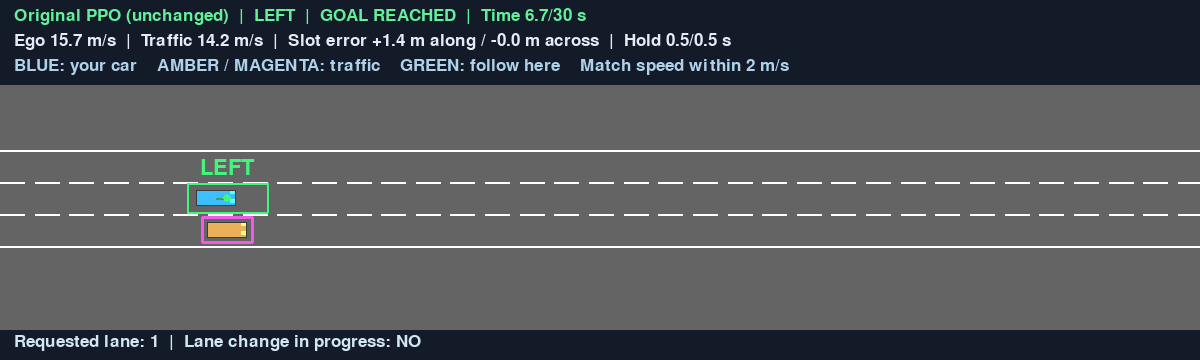 Original PPO (unchanged)  |  LEFT  |  GOAL REACHED  |  Time 6.7/30 s
Ego 15.7 m/s  |  Traffic 14.2 m/s  |  Slot error +1.4 m along / -0.0 m across  |  Hold 0.5/0.5 s
BLUE: your car    AMBER / MAGENTA: traffic    GREEN: follow here    Match speed within 2 m/s
LEFT
Requested lane: 1  |  Lane change in progress: NO